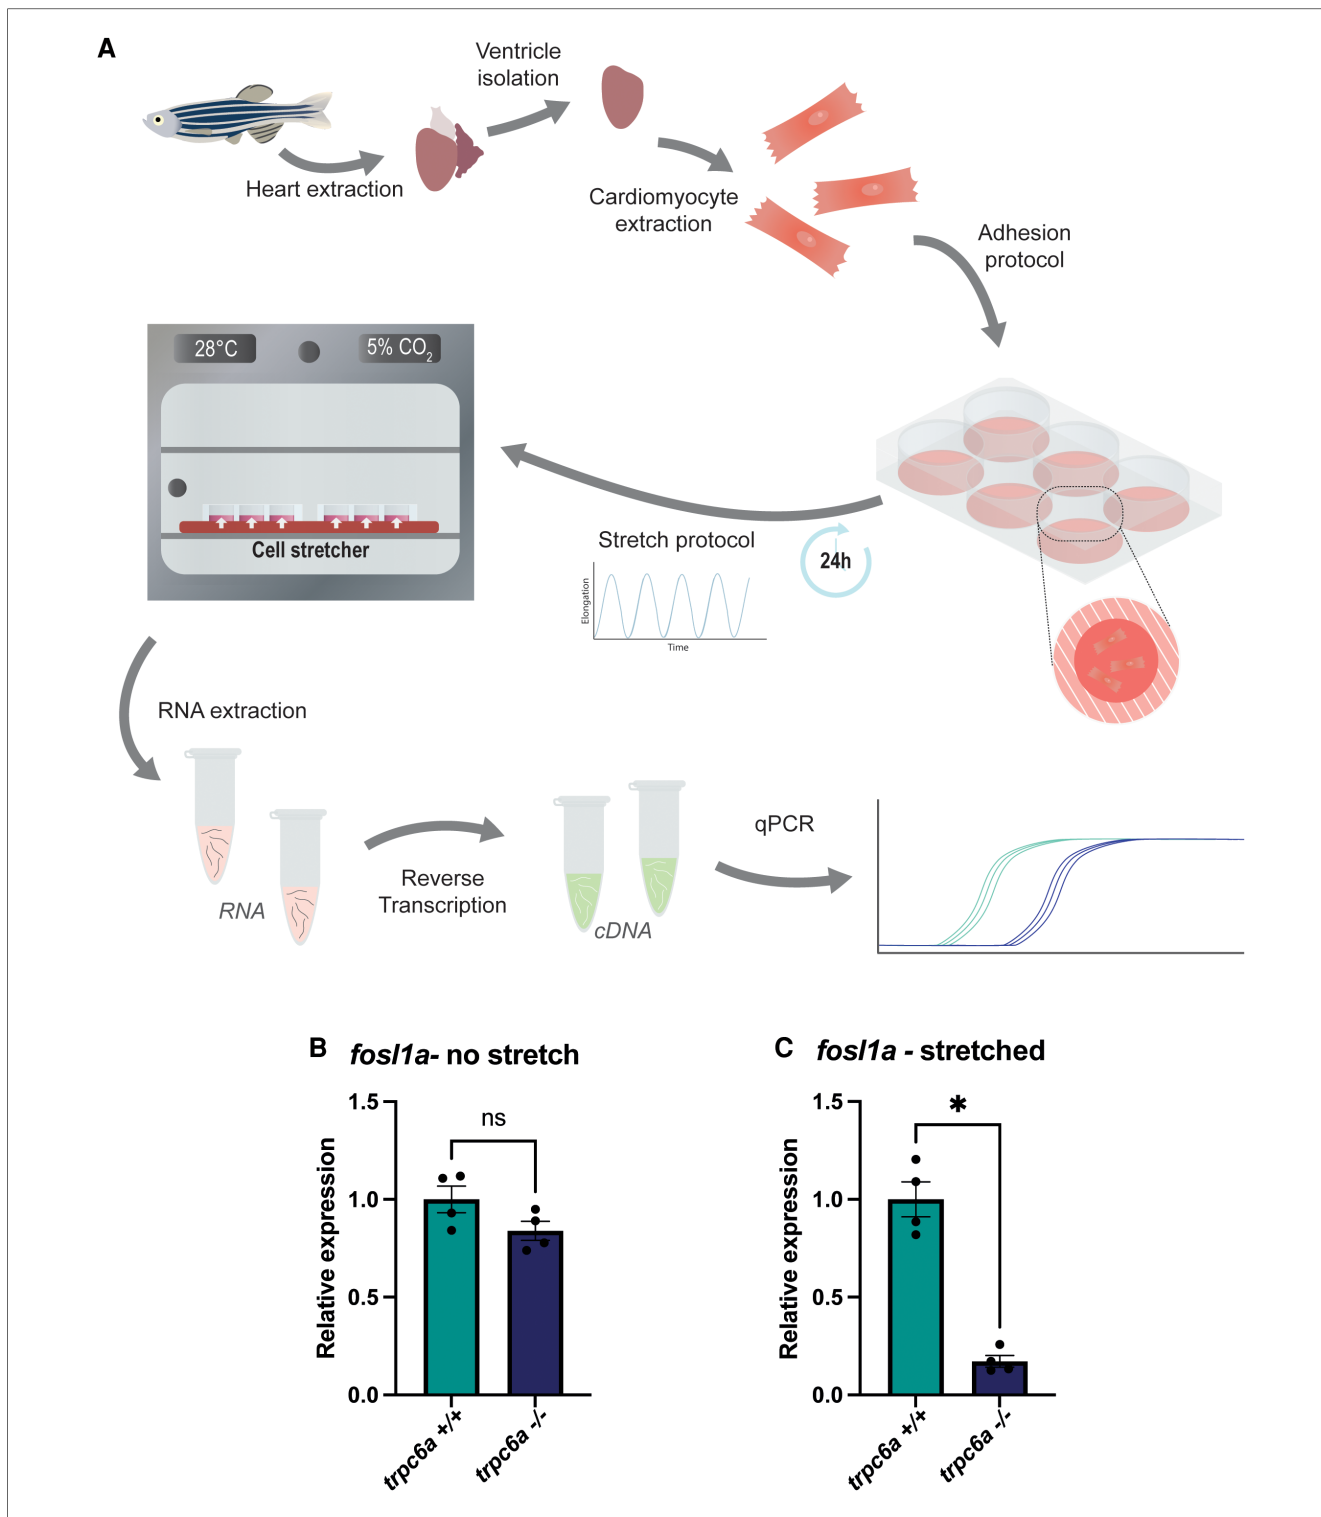 A
Ventricle
isolation
Heart extraction
Cardiomyocyte
extraction
Adhesion
protocol
28°C
5% CO2
Cell stretcher
Stretch protocol
24h
Elongation
Time
RNA extraction
RNA
Reverse
Transcription
cDNA
qPCR
B fosl1a- no stretch
ns
1.5
1.0
0.5
0.0
Relative expression
trpc6a +/+
trpc6a -/-
C fosl1a - stretched
*
1.5
1.0
0.5
0.0
Relative expression
trpc6a +/+
trpc6a -/-